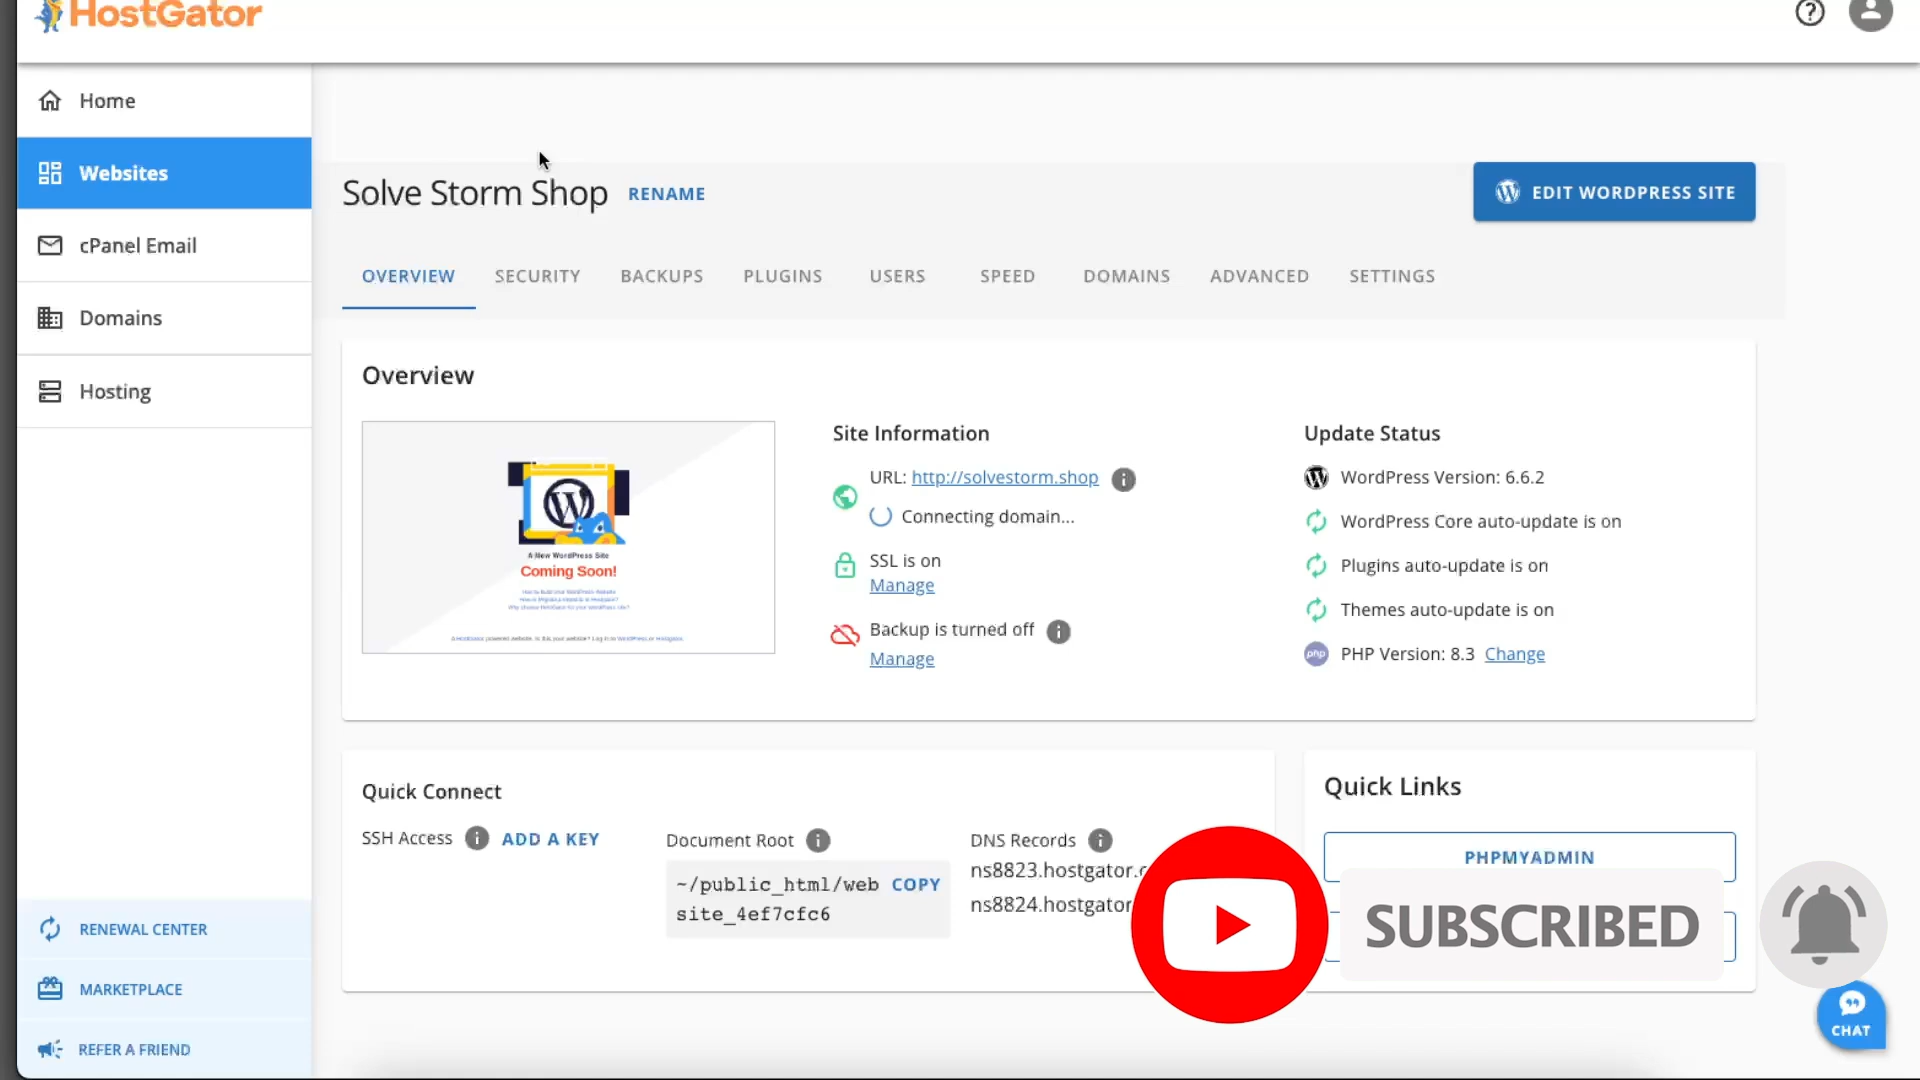 HostGator
Home
Websites
cPanel Email
Domains
Hosting
RENEWAL CENTER
MARKETPLACE
REFER A FRIEND
Solve Storm Shop RENAME
EDIT WORDPRESS SITE
OVERVIEW SECURITY BACKUPS PLUGINS USERS SPEED DOMAINS ADVANCED SETTINGS
Overview
A New WordPress Site
Coming Soon!
Site Information
URL: http://solvestorm.shop
Connecting domain...
SSL is on
Manage
Backup is turned off
Manage
Update Status
WordPress Version: 6.6.2
WordPress Core auto-update is on
Plugins auto-update is on
Themes auto-update is on
php PHP Version: 8.3 Change
Quick Connect
SSH Access ADD A KEY
Document Root
~/public_html/web COPY
site_4ef7cfc6
DNS Records
ns8823.hostgator.c
ns8824.hostgator
Quick Links
PHPMYADMIN
SUBSCRIBED
CHAT